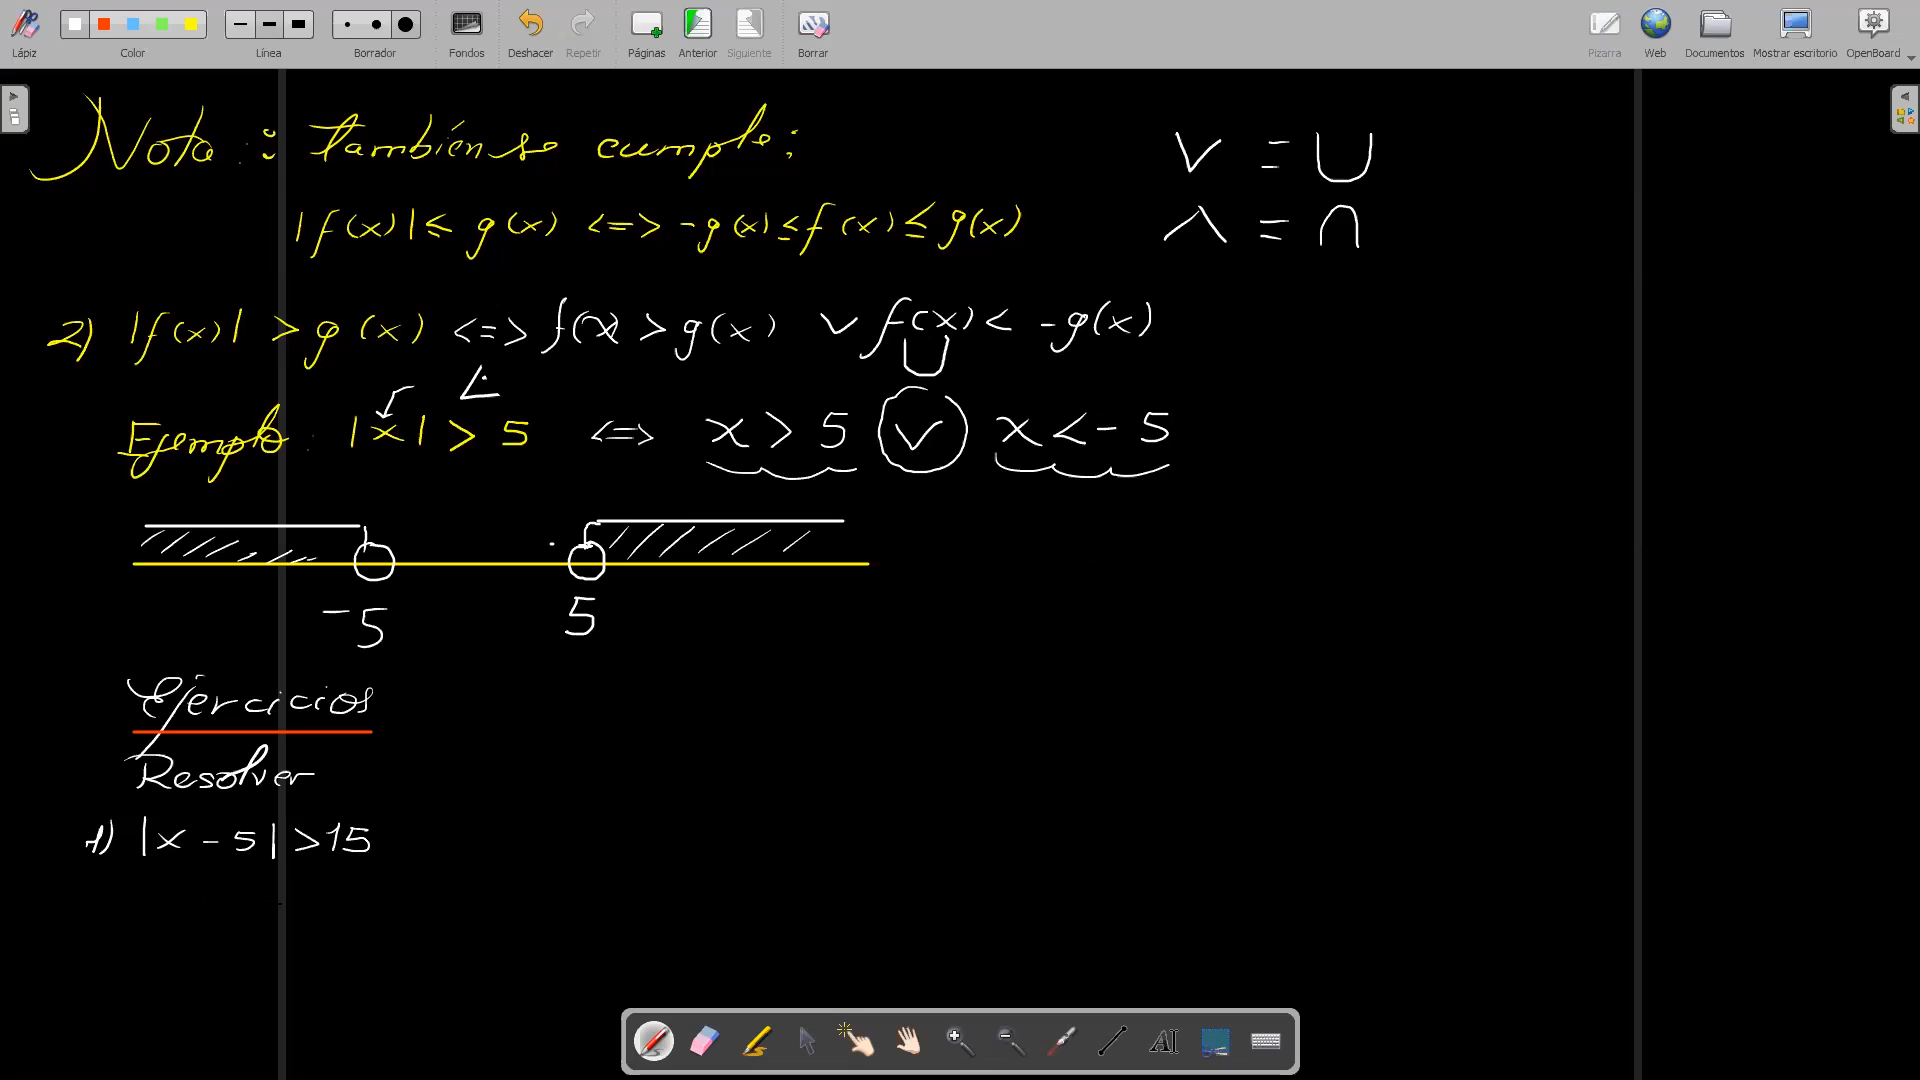 Lápiz Color Línea Borrador Fondos Deshacer Repetir Páginas Anterior Siguiente Borrar Pizarra Web Documentos Mostrar escritorio OpenBoard
Nota : también se cumple:
∨ = ∪
|f(x)| ≤ g(x) <=> -g(x) ≤ f(x) ≤ g(x)
∧ = ∩
2) |f(x)| > g(x) <=> f(x) > g(x) ∨ f(x) < -g(x)
∪
Ejemplo : |x| > 5 <=> x > 5 ∨ x < -5
-5 5
Ejercicios
Resolver
1) |x - 5| > 15